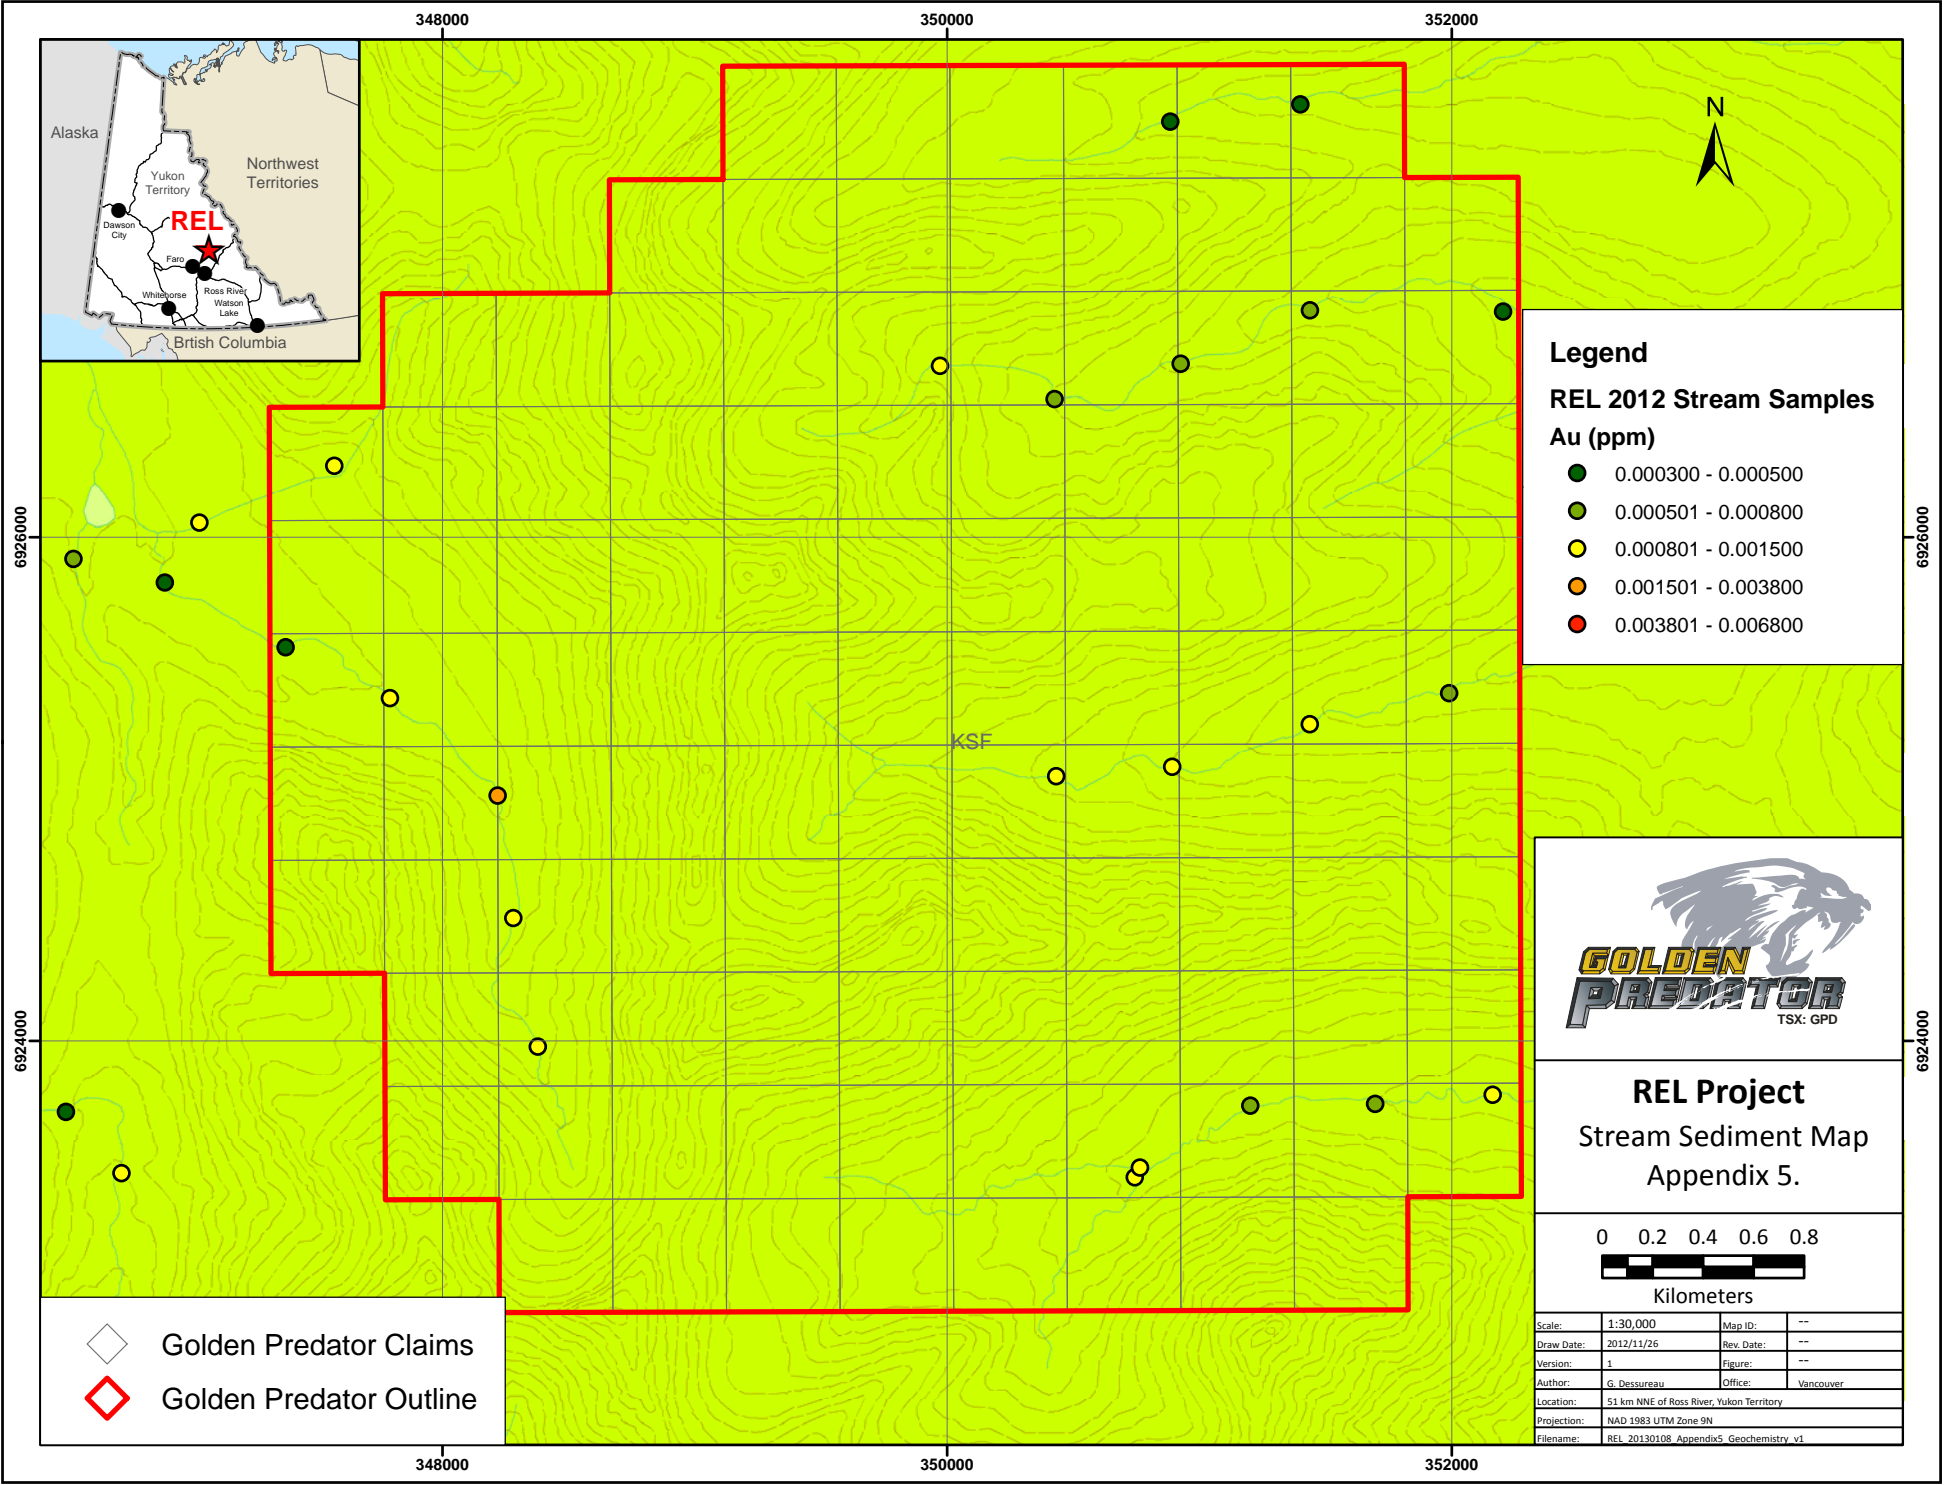 348000
350000
352000
Alaska
Northwest
Territories
Yukon
Territory
REL
Dawson
City
Faro
Ross River
Whitehorse
Watson
Lake
Brtish Columbia
N
Legend
REL 2012 Stream Samples
Au (ppm)
0.000300 - 0.000500
0.000501 - 0.000800
0.000801 - 0.001500
0.001501 - 0.003800
0.003801 - 0.006800
6926000
6926000
KSF
GOLDEN
PREDATOR
TSX: GPD
6924000
6924000
REL Project
Stream Sediment Map
Appendix 5.
0 0.2 0.4 0.6 0.8
Kilometers
Scale: 1:30,000 Map ID: --
Draw Date: 2012/11/26 Rev. Date: --
Version: 1 Figure: --
Author: G. Dessureau Office: Vancouver
Location: 51 km NNE of Ross River, Yukon Territory
Projection: NAD 1983 UTM Zone 9N
Filename: REL_20130108_Appendix5_Geochemistry_v1
Golden Predator Claims
Golden Predator Outline
348000
350000
352000